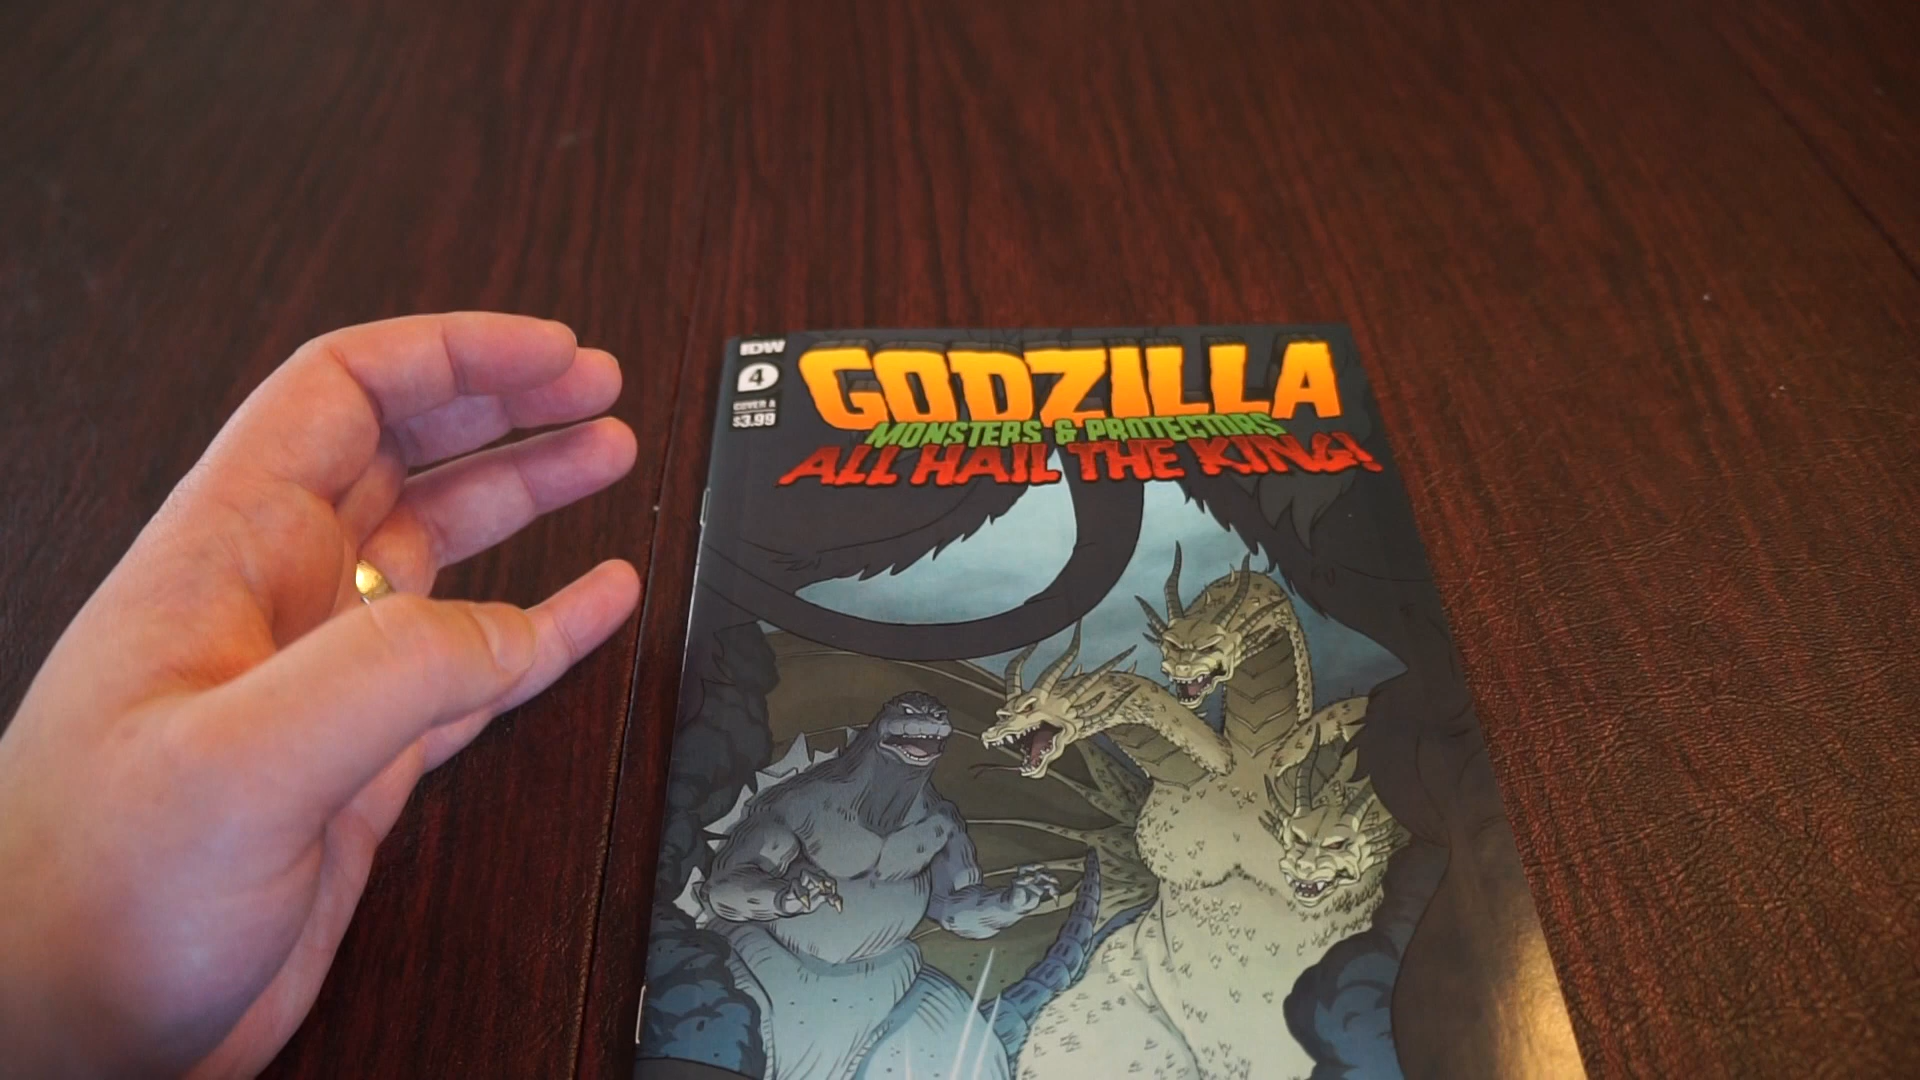 IDW
4
COVER A
$3.99
GODZILLA
MONSTERS & PROTECTORS
ALL HAIL THE KING!